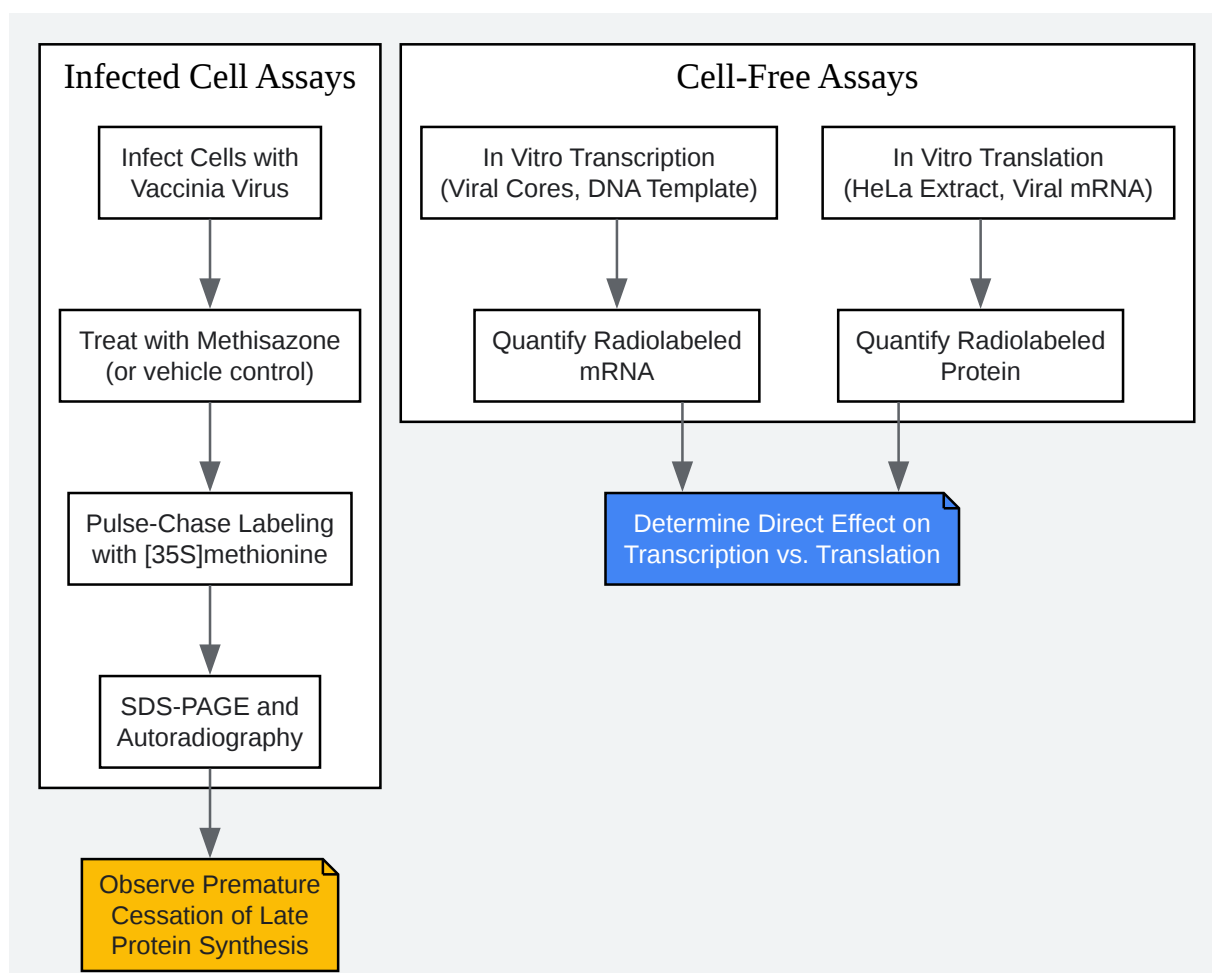 Infected Cell Assays
Infect Cells with
Vaccinia Virus
Treat with Methisazone
(or vehicle control)
Pulse-Chase Labeling
with [35S]methionine
SDS-PAGE and
Autoradiography
Observe Premature
Cessation of Late
Protein Synthesis
Cell-Free Assays
In Vitro Transcription
(Viral Cores, DNA Template)
Quantify Radiolabeled
mRNA
In Vitro Translation
(HeLa Extract, Viral mRNA)
Quantify Radiolabeled
Protein
Determine Direct Effect on
Transcription vs. Translation